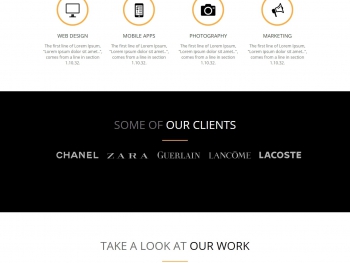 WEB DESIGN
The first line of Lorem Ipsum,
"Lorem ipsum dolor sit amet..",
comes from a line in section
1.10.32.
MOBILE APPS
The first line of Lorem Ipsum,
"Lorem ipsum dolor sit amet..",
comes from a line in section
1.10.32.
PHOTOGRAPHY
The first line of Lorem Ipsum,
"Lorem ipsum dolor sit amet..",
comes from a line in section
1.10.32.
MARKETING
The first line of Lorem Ipsum,
"Lorem ipsum dolor sit amet..",
comes from a line in section
1.10.32.
SOME OF OUR CLIENTS
CHANEL ZARA GUERLAIN LANCÔME LACOSTE
TAKE A LOOK AT OUR WORK